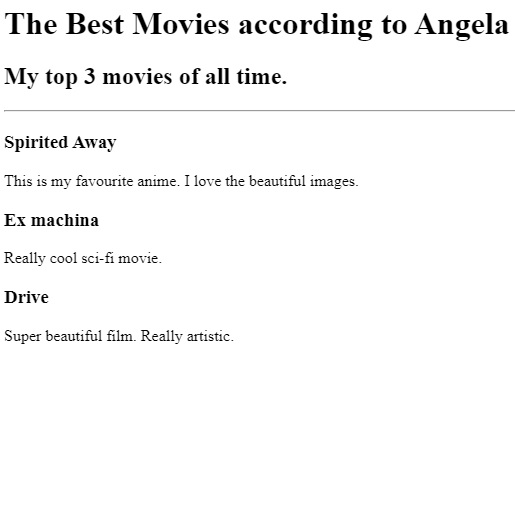 The Best Movies according to Angela
My top 3 movies of all time.
Spirited Away
This is my favourite anime. I love the beautiful images.
Ex machina
Really cool sci-fi movie.
Drive
Super beautiful film. Really artistic.